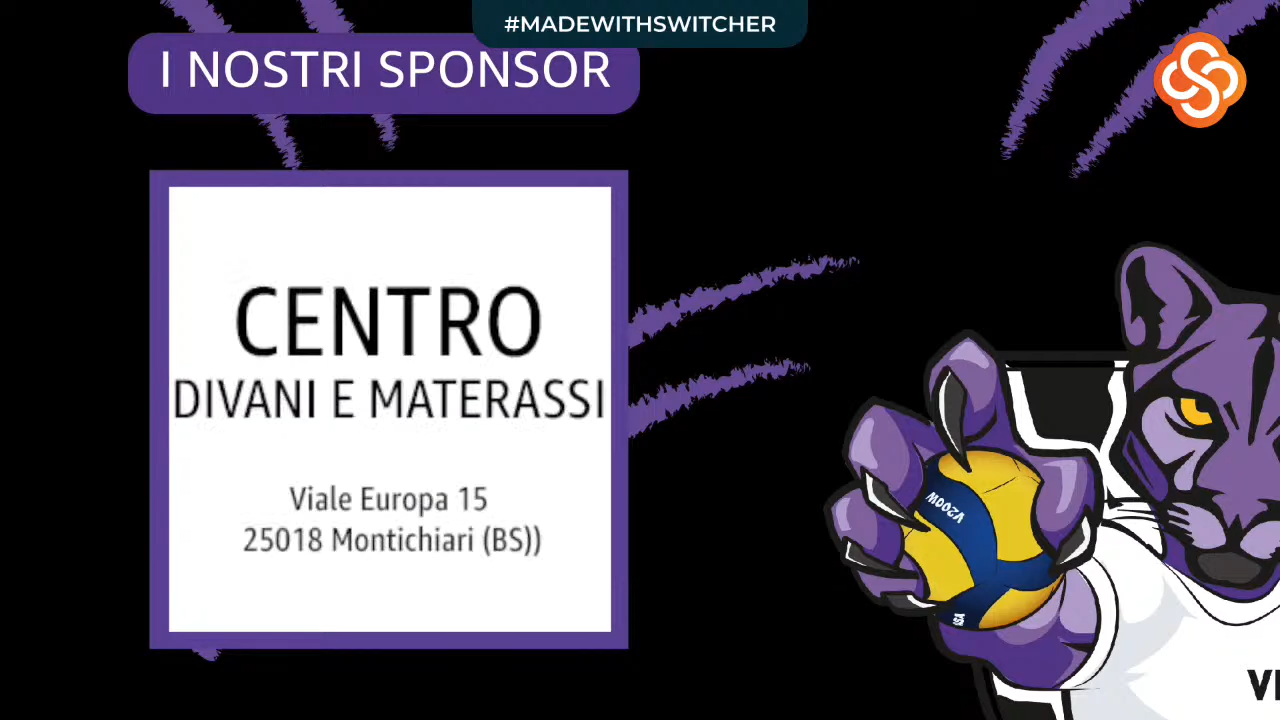 #MADEWITHSWITCHER
I NOSTRI SPONSOR
CENTRO
DIVANI E MATERASSI
Viale Europa 15
25018 Montichiari (BS))
V200W